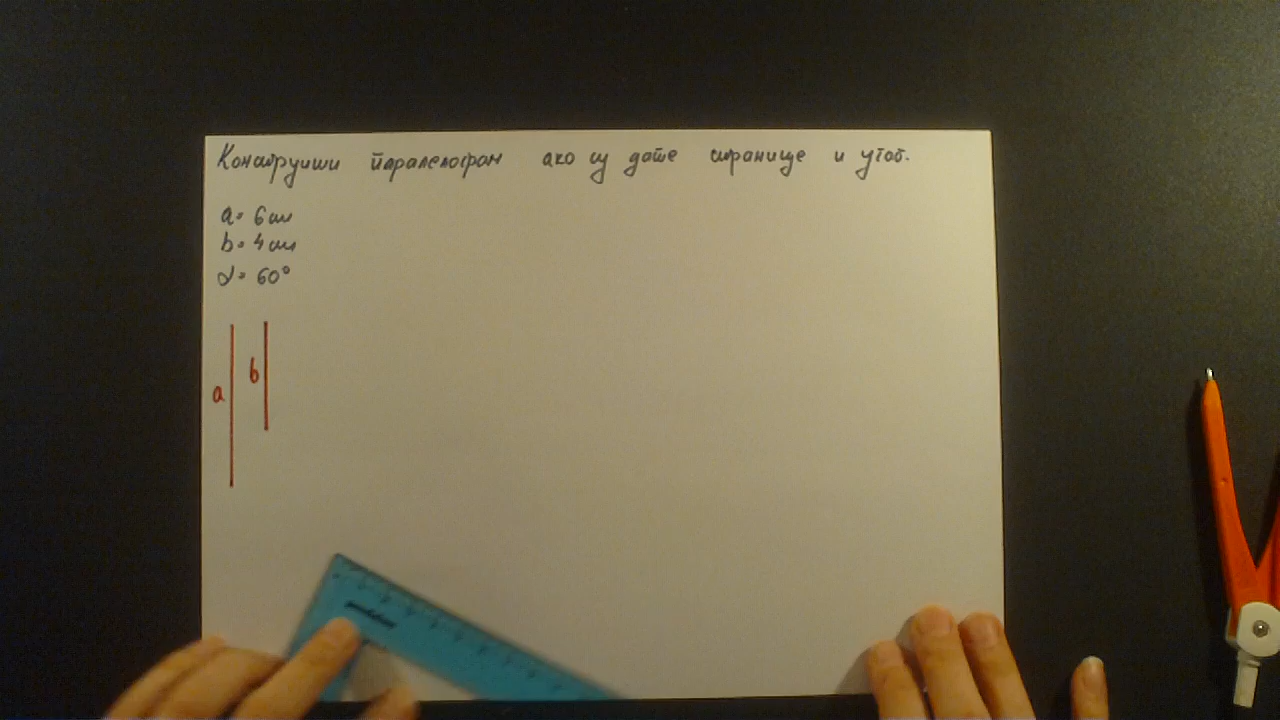 Конструиши паралелограм ако су дате странице и угао.
a = 6 cm
b = 4 cm
α = 60°
a
b